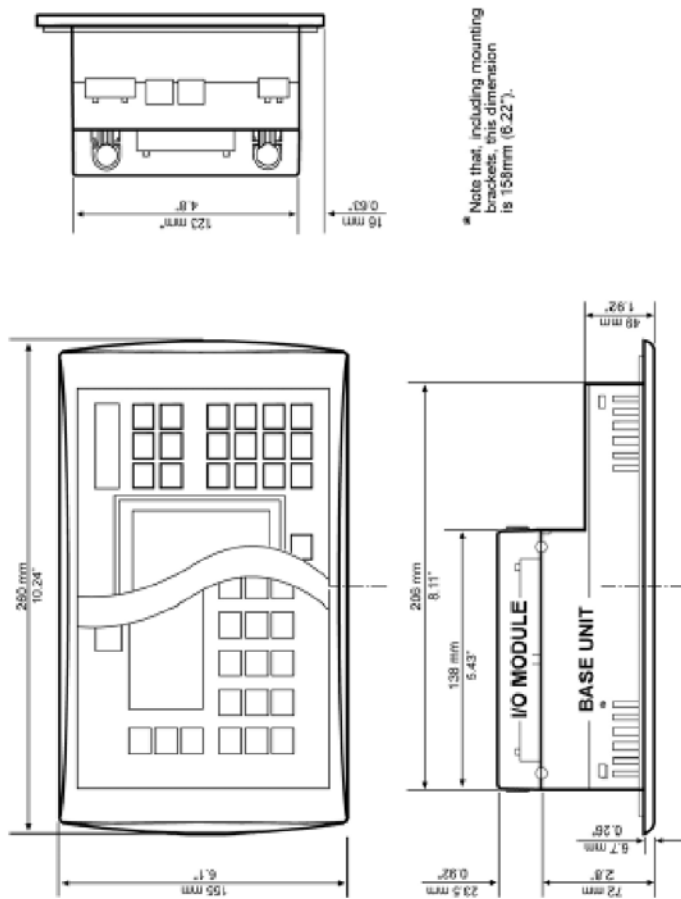 * Note that, including mounting
brackets, this dimension
is 158mm (6.22").
123 mm*
4.8"
16 mm
0.63"
260 mm
10.24"
155 mm
6.1"
49 mm
1.92"
206 mm
8.11"
138 mm
5.43"
I/O MODULE
BASE UNIT
*
23.5 mm
0.92"
72 mm
2.8"
6.7 mm
0.26"